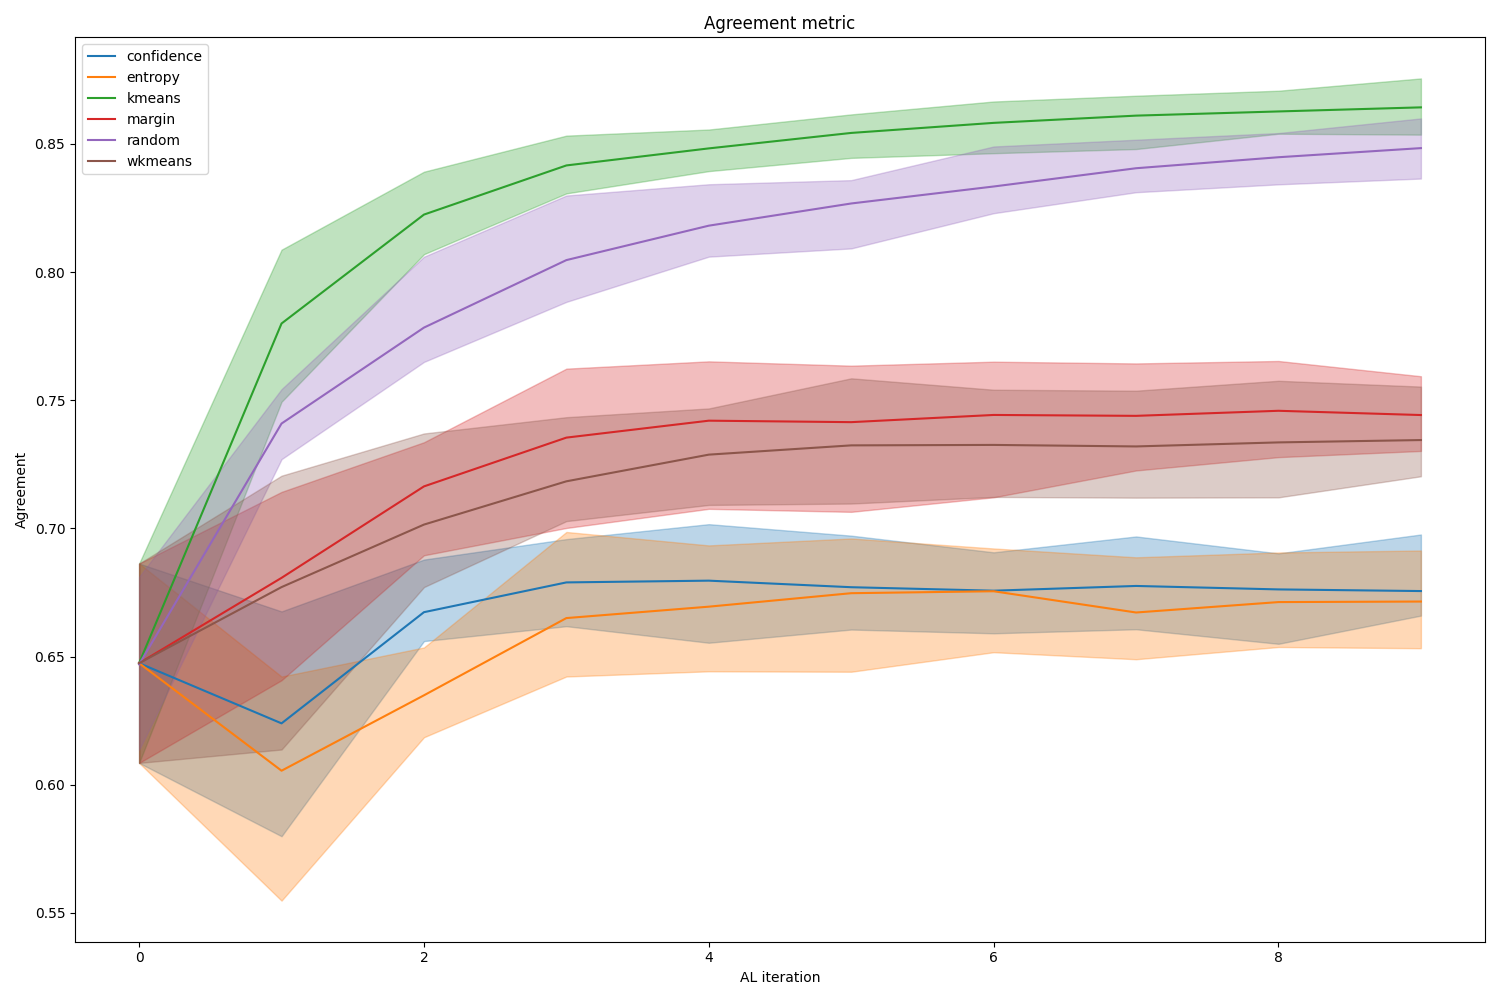 Agreement metric
confidence
entropy
kmeans
margin
random
wkmeans
0.85
0.80
0.75
0.70
0.65
0.60
0.55
Agreement
0 2 4 6 8
AL iteration